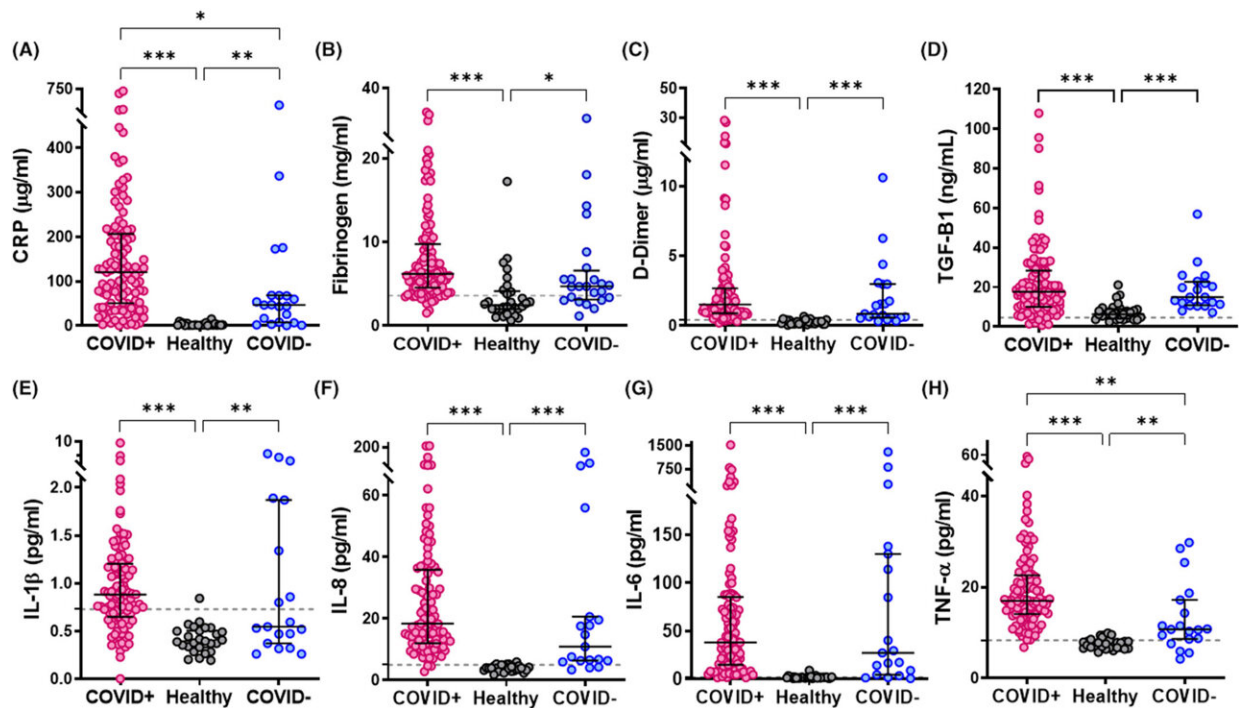 (A)
*
***
**
CRP (μg/ml)
750
400
300
200
100
0
COVID+ Healthy COVID-
(B)
***
*
Fibrinogen (mg/ml)
40
20
10
0
COVID+ Healthy COVID-
(C)
***
***
D-Dimer (μg/ml)
50
30
10
5
0
COVID+ Healthy COVID-
(D)
***
***
TGF-B1 (ng/mL)
120
100
80
60
40
20
0
COVID+ Healthy COVID-
(E)
***
**
IL-1β (pg/ml)
10
2.0
1.0
0.5
0.0
COVID+ Healthy COVID-
(F)
***
***
IL-8 (pg/ml)
200
60
40
20
0
COVID+ Healthy COVID-
(G)
***
***
IL-6 (pg/ml
1500
750
150
100
50
0
COVID+ Healthy COVID-
(H)
**
***
**
TNF-α (pg/ml)
60
40
20
0
COVID+ Healthy COVID-